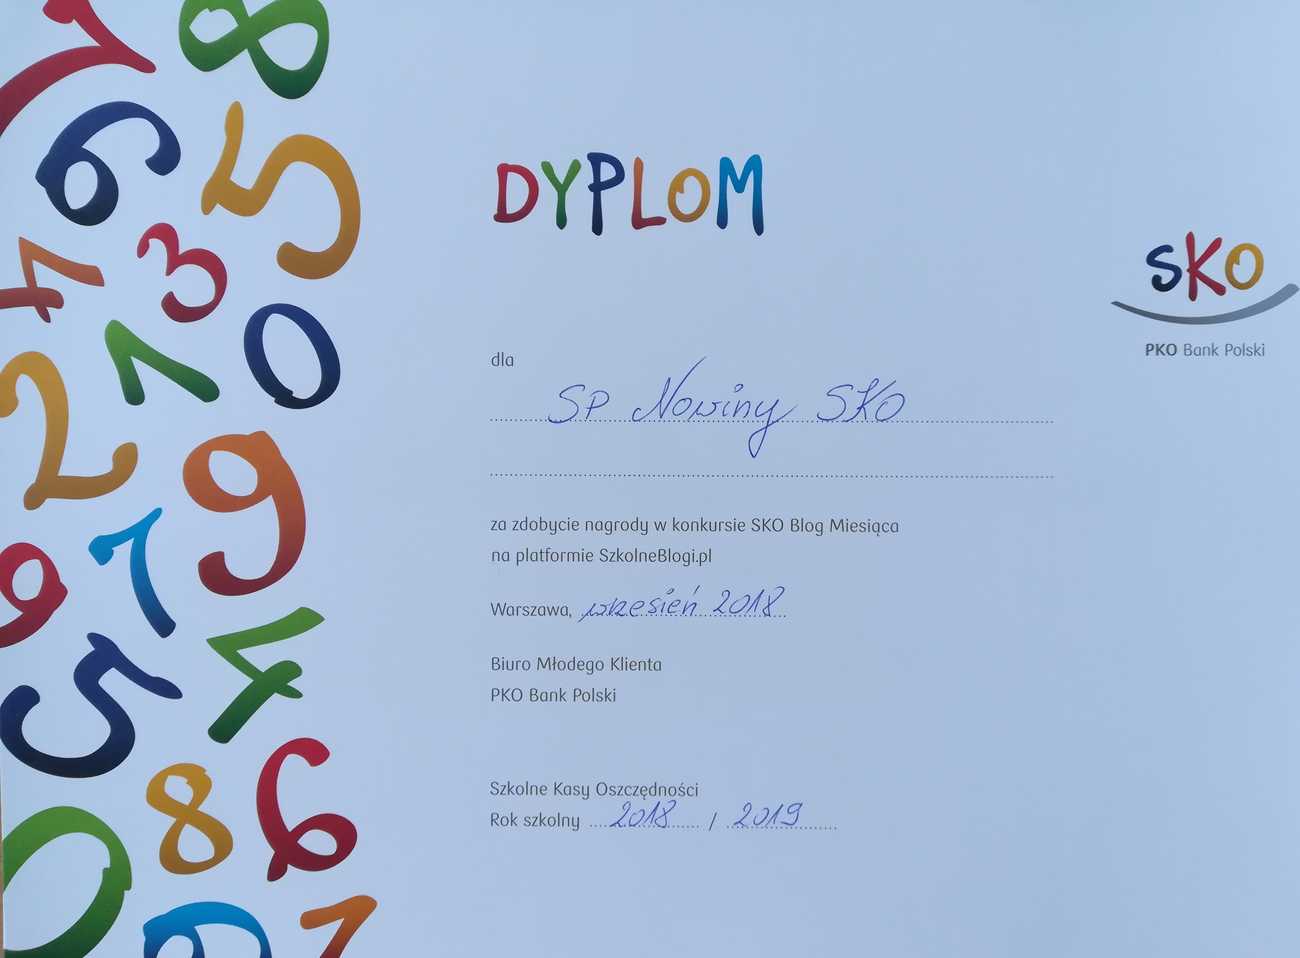 DYPLOM
SKO
PKO Bank Polski
dla
SP Nowiny SKO
za zdobycie nagrody w konkursie SKO Blog Miesiąca
na platformie SzkolneBlogi.pl
Warszawa, wrzesień 2018
Biuro Młodego Klienta
PKO Bank Polski
Szkolne Kasy Oszczędności
Rok szkolny 2018 / 2019